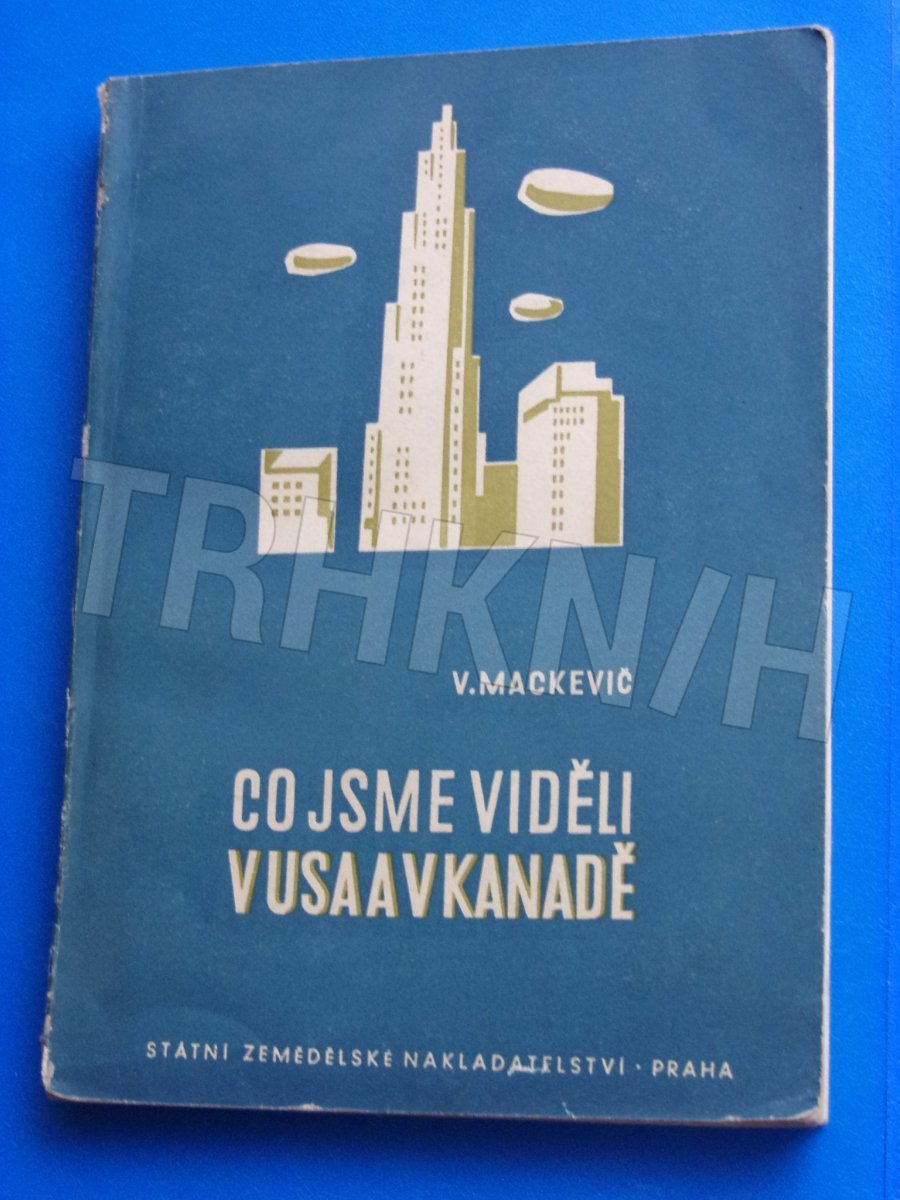 TRHKNIH
V. MACKEVIČ
CO JSME VIDĚLI
V USA A V KANADĚ
STÁTNÍ ZEMĚDĚLSKÉ NAKLADATELSTVÍ · PRAHA